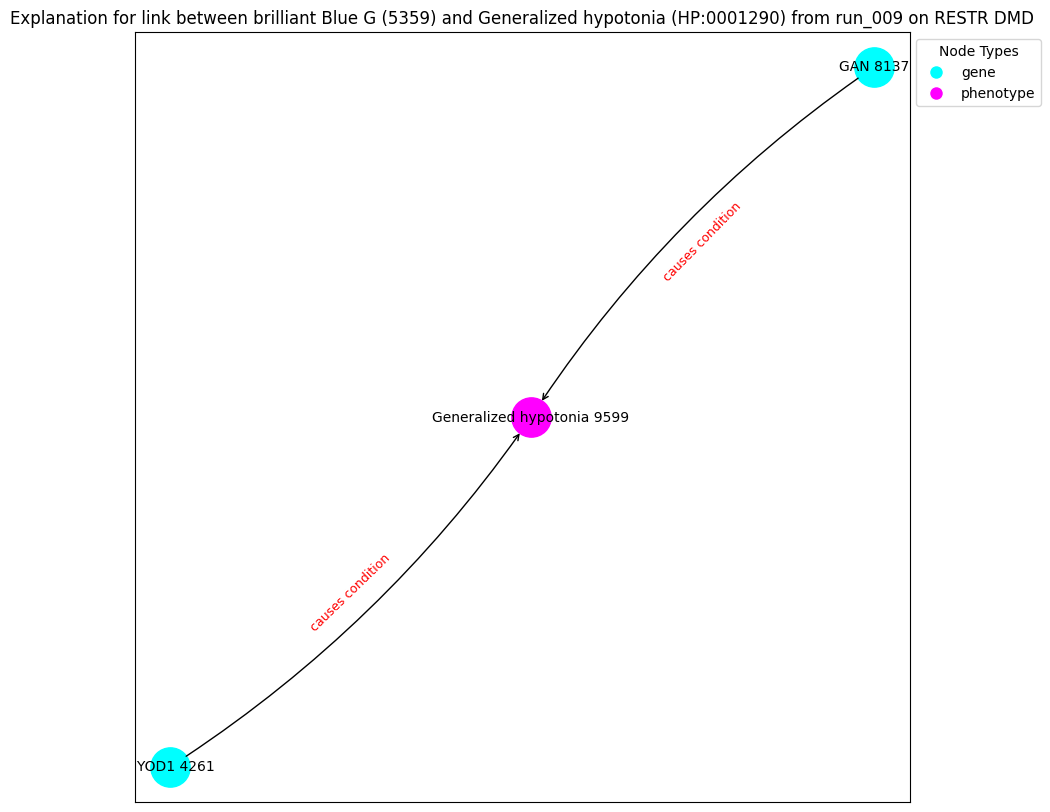 Explanation for link between brilliant Blue G (5359) and Generalized hypotonia (HP:0001290) from run_009 on RESTR DMD
Node Types
gene
phenotype
GAN 8137
causes condition
Generalized hypotonia 9599
causes condition
YOD1 4261